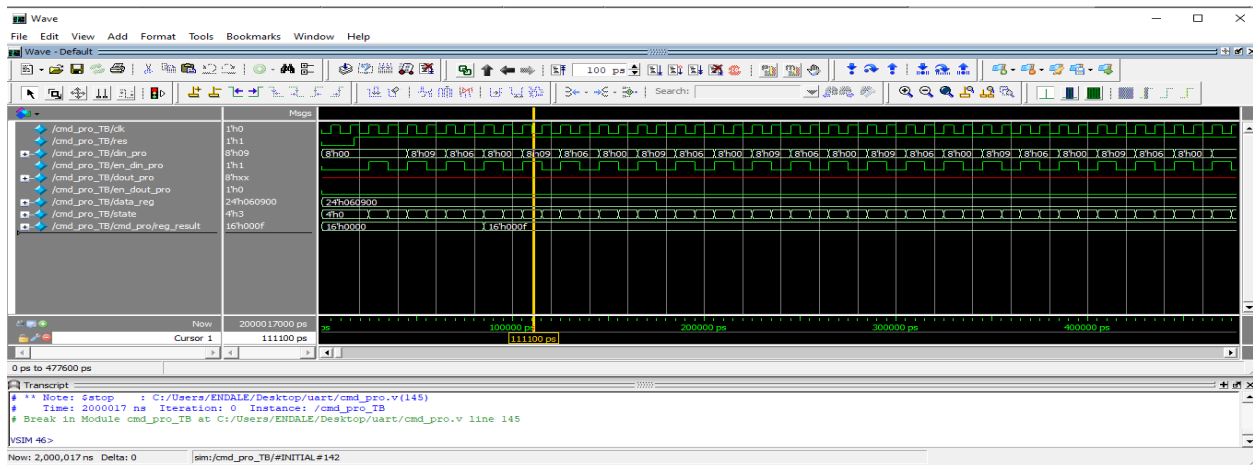 Wave
File Edit View Add Format Tools Bookmarks Window Help
Wave - Default
100 ps
Search:
Msgs
/cmd_pro_TB/clk 1'h0
/cmd_pro_TB/res 1'h1
/cmd_pro_TB/din_pro 8'h09 8'h00 8'h09 8'h06 8'h00 8'h09 8'h06 8'h00 8'h09 8'h06 8'h00 8'h09 8'h06 8'h00 8'h09 8'h06 8'h00 8'h09 8'h06 8'h00 8'h09 8'h06 8'h00
/cmd_pro_TB/en_din_pro 1'h1
/cmd_pro_TB/dout_pro 8'hxx
/cmd_pro_TB/en_dout_pro 1'h0
/cmd_pro_TB/data_reg 24'h060900 24'h060900
/cmd_pro_TB/state 4'h3 4'h0
/cmd_pro_TB/cmd_pro/reg_result 16'h000f 16'h0000 16'h000f
Now 2000017000 ps ps 100000 ps 200000 ps 300000 ps 400000 ps
Cursor 1 111100 ps 111100 ps
0 ps to 477600 ps
Transcript
# ** Note: $stop : C:/Users/ENDALE/Desktop/uart/cmd_pro.v(145)
# Time: 2000017 ns Iteration: 0 Instance: /cmd_pro_TB
# Break in Module cmd_pro_TB at C:/Users/ENDALE/Desktop/uart/cmd_pro.v line 145
VSIM 46>
Now: 2,000,017 ns Delta: 0 sim:/cmd_pro_TB/#INITIAL#142